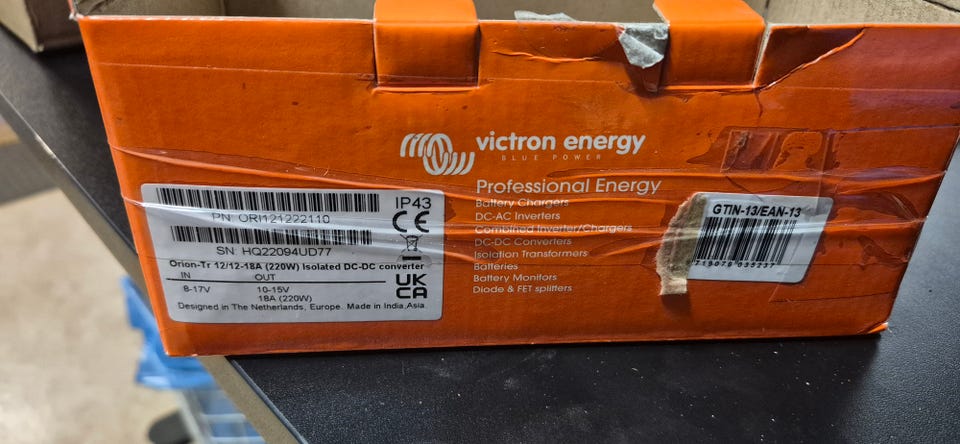 victron energy
BLUE POWER
Professional Energy
Battery Chargers
DC-AC Inverters
Combined Inverter/Chargers
DC-DC Converters
Isolation Transformers
Batteries
Battery Monitors
Diode & FET splitters
PN: ORI121222110
SN: HQ22094UD77
Orion-Tr 12/12-18A (220W) Isolated DC-DC converter
IN OUT
8-17V 10-15V
18A (220W)
Designed in The Netherlands, Europe. Made in India,Asia.
IP43
CE
UK
CA
GTIN-13/EAN-13
719076 035237